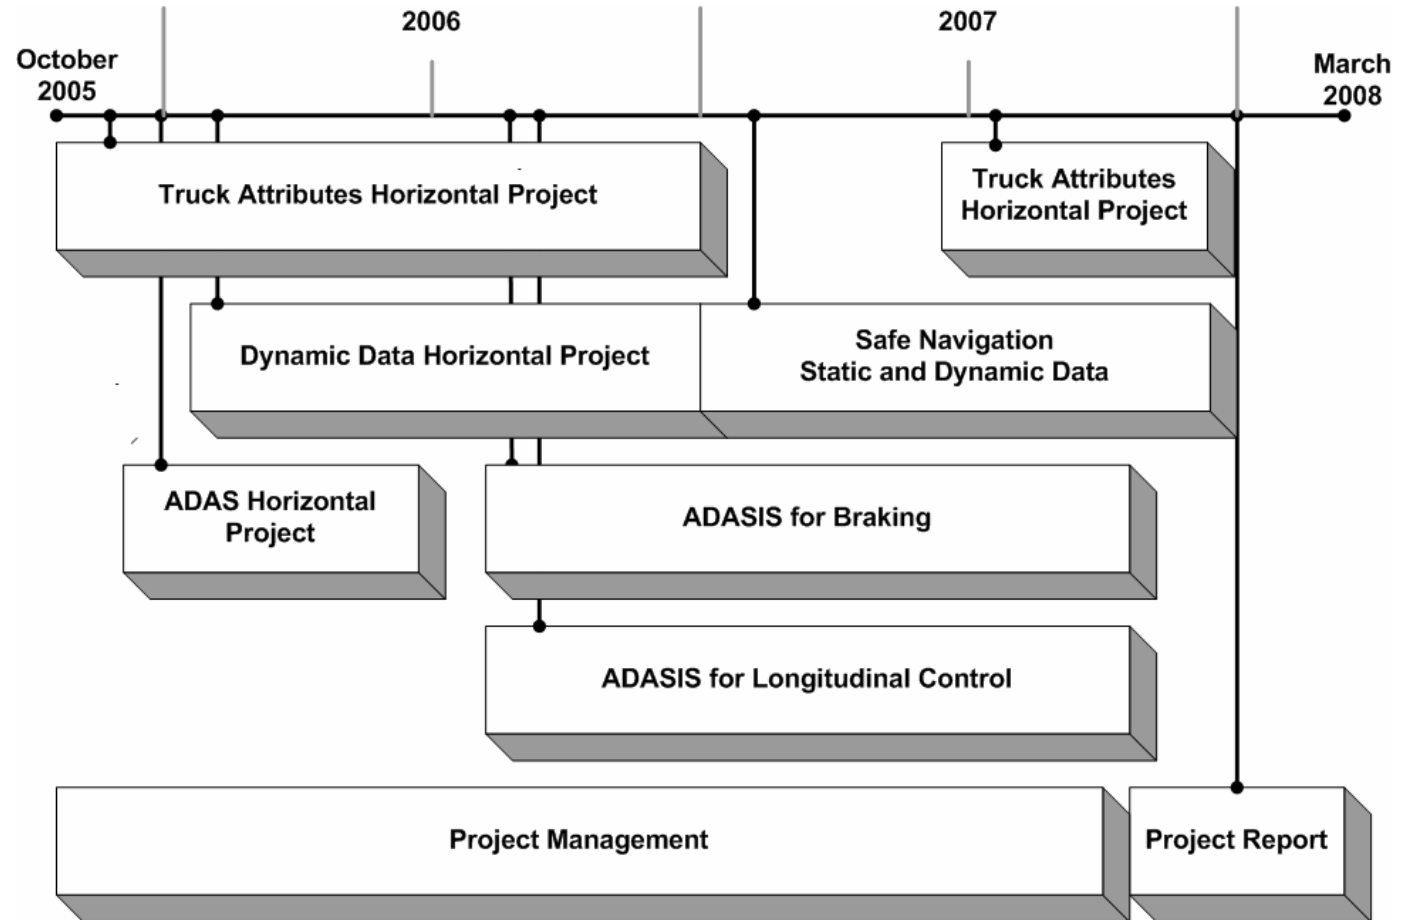 2006
2007
October
2005
March
2008
Truck Attributes Horizontal Project
Truck Attributes
Horizontal Project
Dynamic Data Horizontal Project
Safe Navigation
Static and Dynamic Data
ADAS Horizontal
Project
ADASIS for Braking
ADASIS for Longitudinal Control
Project Management
Project Report